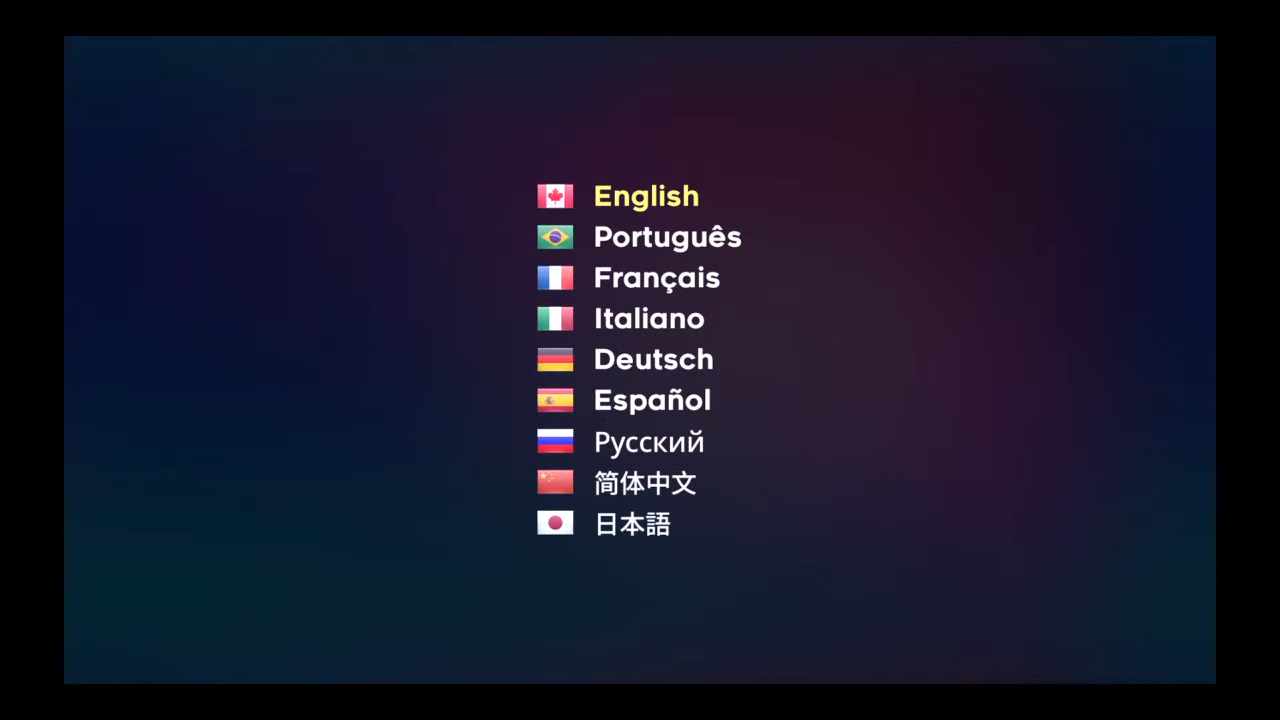 English
Português
Français
Italiano
Deutsch
Español
Русский
简体中文
日本語